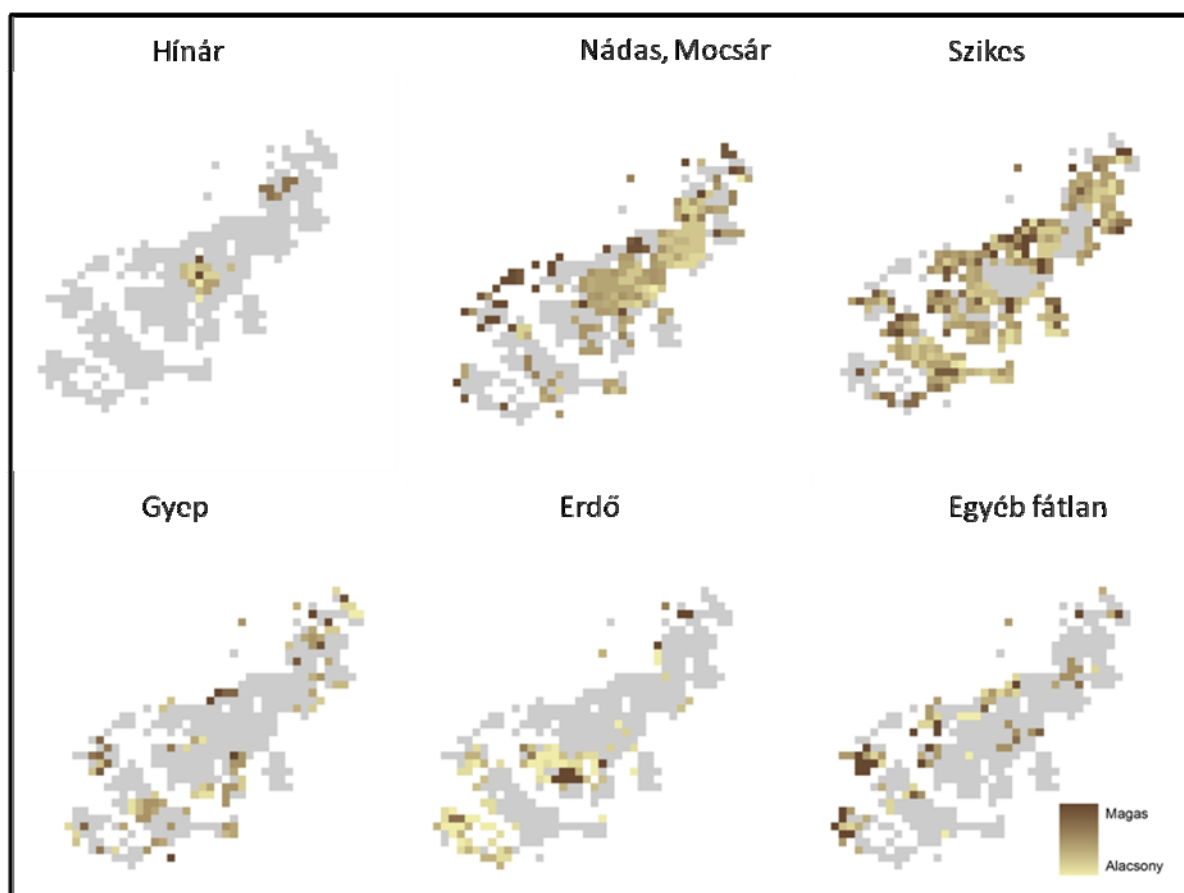 Hínár
Nádas, Mocsár
Szikes
Gyep
Erdő
Egyéb fátlan
Magas
Alacsony